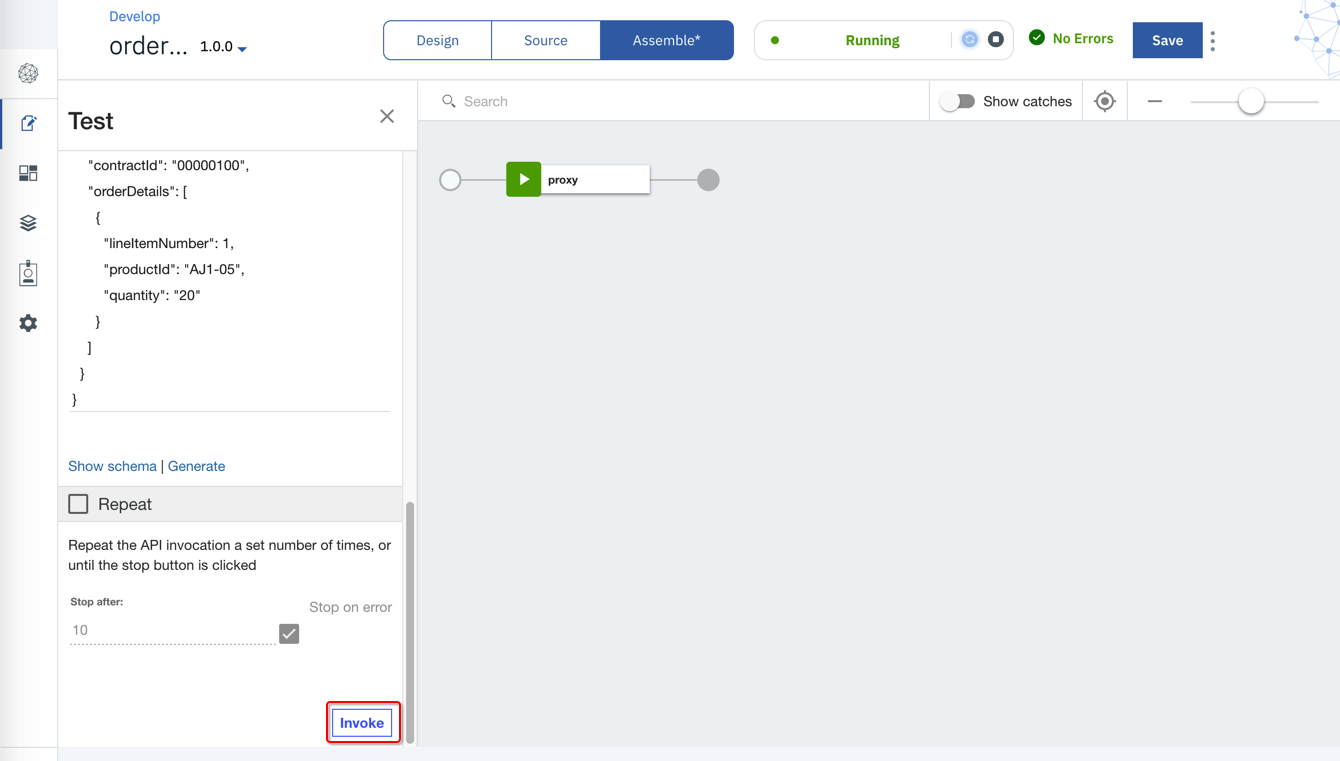 Develop
order... 1.0.0
Design Source Assemble*
Running
No Errors
Save
Test
Search
Show catches
"contractId": "00000100",
"orderDetails": [
{
"lineItemNumber": 1,
"productId": "AJ1-05",
"quantity": "20"
}
]
}
}
Show schema | Generate
Repeat
Repeat the API invocation a set number of times, or
until the stop button is clicked
Stop after:
Stop on error
10
Invoke
proxy